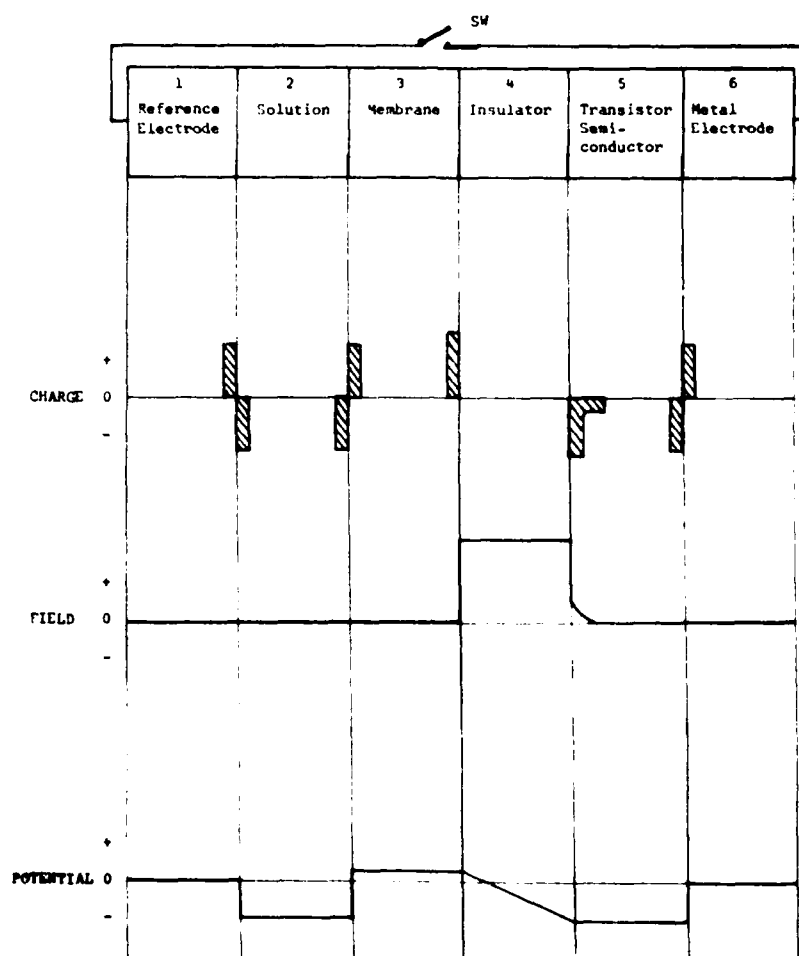 SW
1 2 3 4 5 6
Reference Solution Membrane Insulator Transistor Metal
Electrode Semi- Electrode
conductor
+
CHARGE 0
-
+
FIELD 0
-
+
POTENTIAL 0
-